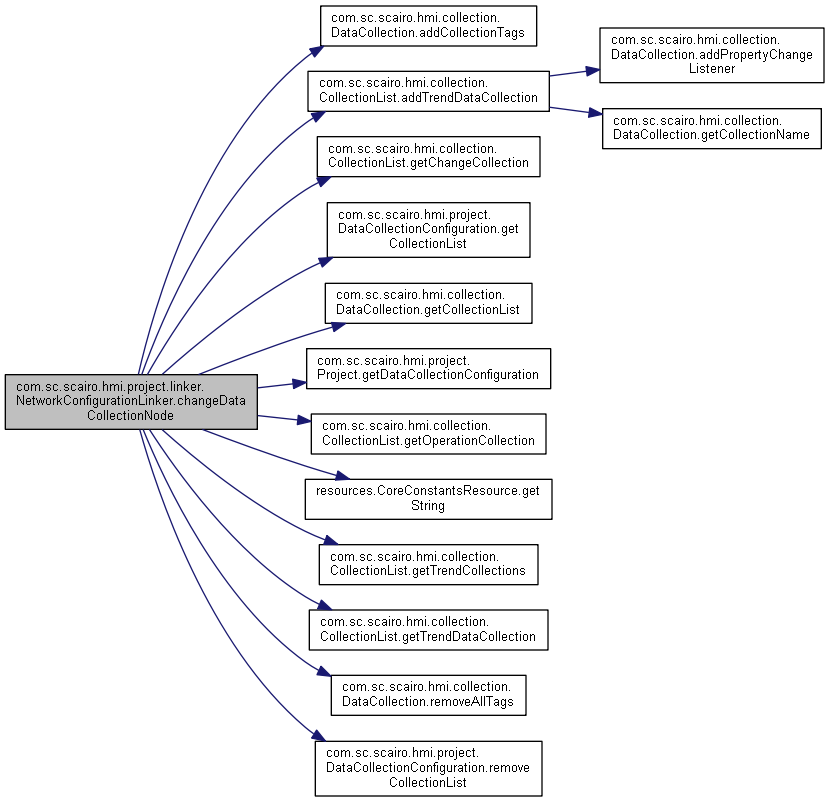 com.sc.scairo.hmi.collection.
DataCollection.addCollectionTags
com.sc.scairo.hmi.collection.
CollectionList.addTrendDataCollection
com.sc.scairo.hmi.collection.
DataCollection.addPropertyChange
Listener
com.sc.scairo.hmi.collection.
DataCollection.getCollectionName
com.sc.scairo.hmi.collection.
CollectionList.getChangeCollection
com.sc.scairo.hmi.project.
DataCollectionConfiguration.get
CollectionList
com.sc.scairo.hmi.collection.
DataCollection.getCollectionList
com.sc.scairo.hmi.project.
Project.getDataCollectionConfiguration
com.sc.scairo.hmi.project.linker.
NetworkConfigurationLinker.changeData
CollectionNode
com.sc.scairo.hmi.collection.
CollectionList.getOperationCollection
resources.CoreConstantsResource.get
String
com.sc.scairo.hmi.collection.
CollectionList.getTrendCollections
com.sc.scairo.hmi.collection.
CollectionList.getTrendDataCollection
com.sc.scairo.hmi.collection.
DataCollection.removeAllTags
com.sc.scairo.hmi.project.
DataCollectionConfiguration.remove
CollectionList